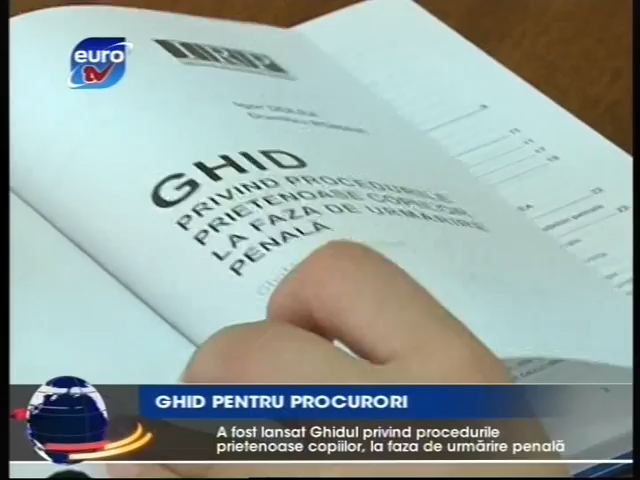 euro
tv
IRP
GHID
PRIVIND PROCEDURILE
PRIETENOASE COPIILOR,
LA FAZA DE URMĂRIRE
PENALĂ
GHID PENTRU PROCURORI
A fost lansat Ghidul privind procedurile
prietenoase copiilor, la faza de urmărire penală